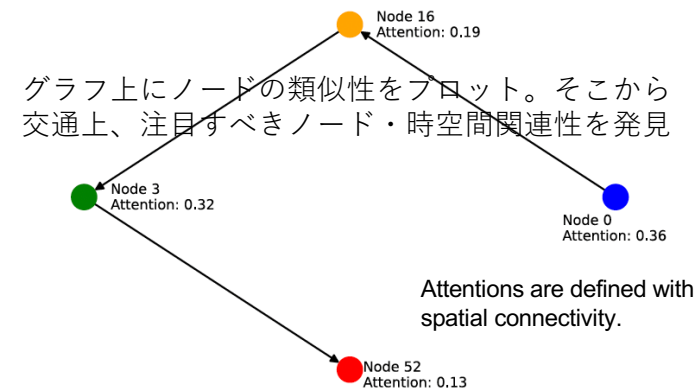 Node 16
Attention: 0.19
グラフ上にノードの類似性をプロット。そこから
交通上、注目すべきノード・時空間関連性を発見
Node 3
Attention: 0.32
Node 0
Attention: 0.36
Attentions are defined with
spatial connectivity.
Node 52
Attention: 0.13